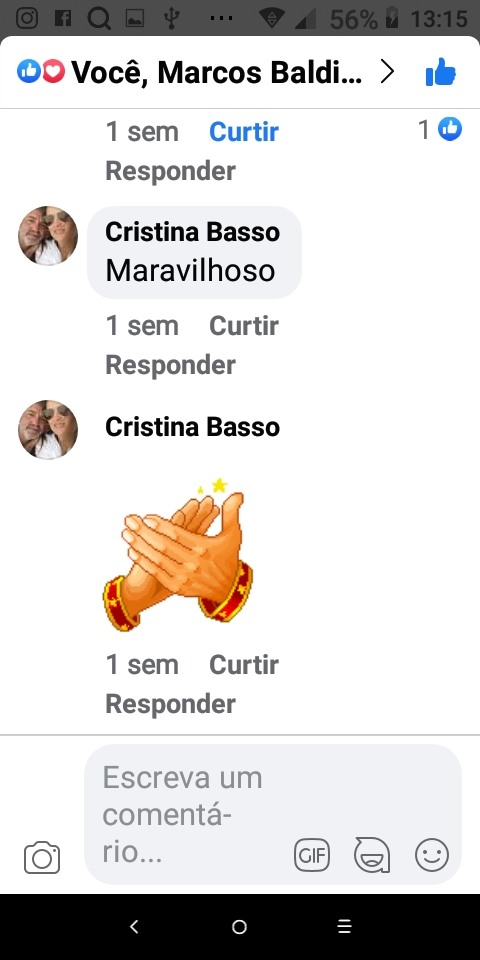 56% 13:15
Você, Marcos Baldi...
1 sem Curtir 1
Responder
Cristina Basso
Maravilhoso
1 sem Curtir
Responder
Cristina Basso
1 sem Curtir
Responder
Escreva um
comentá-
rio...
GIF